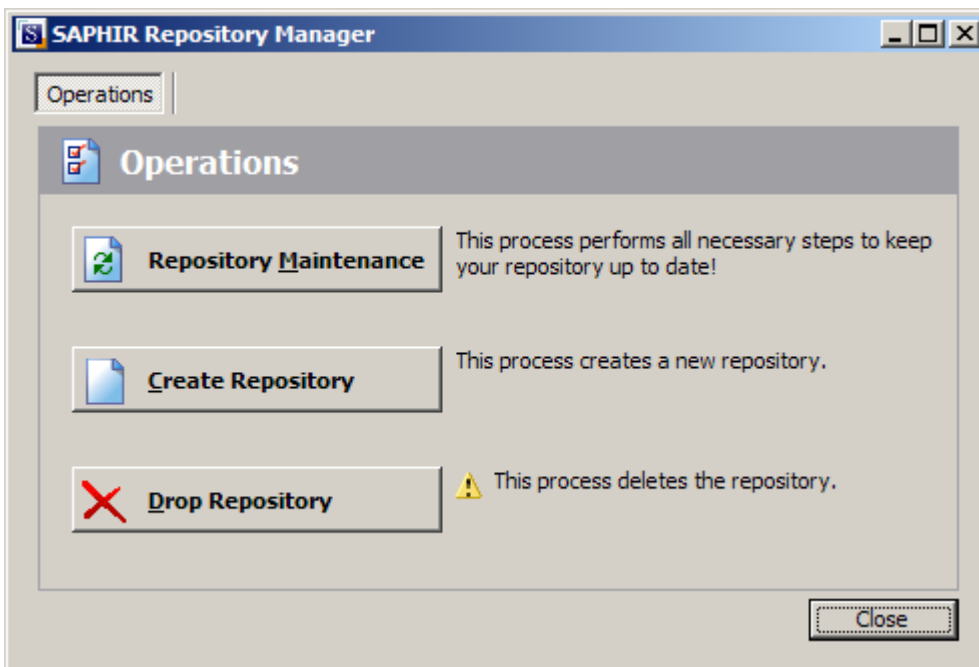 SAPHIR Repository Manager
Operations
Operations
Repository Maintenance
This process performs all necessary steps to keep
your repository up to date!
Create Repository
This process creates a new repository.
Drop Repository
This process deletes the repository.
Close